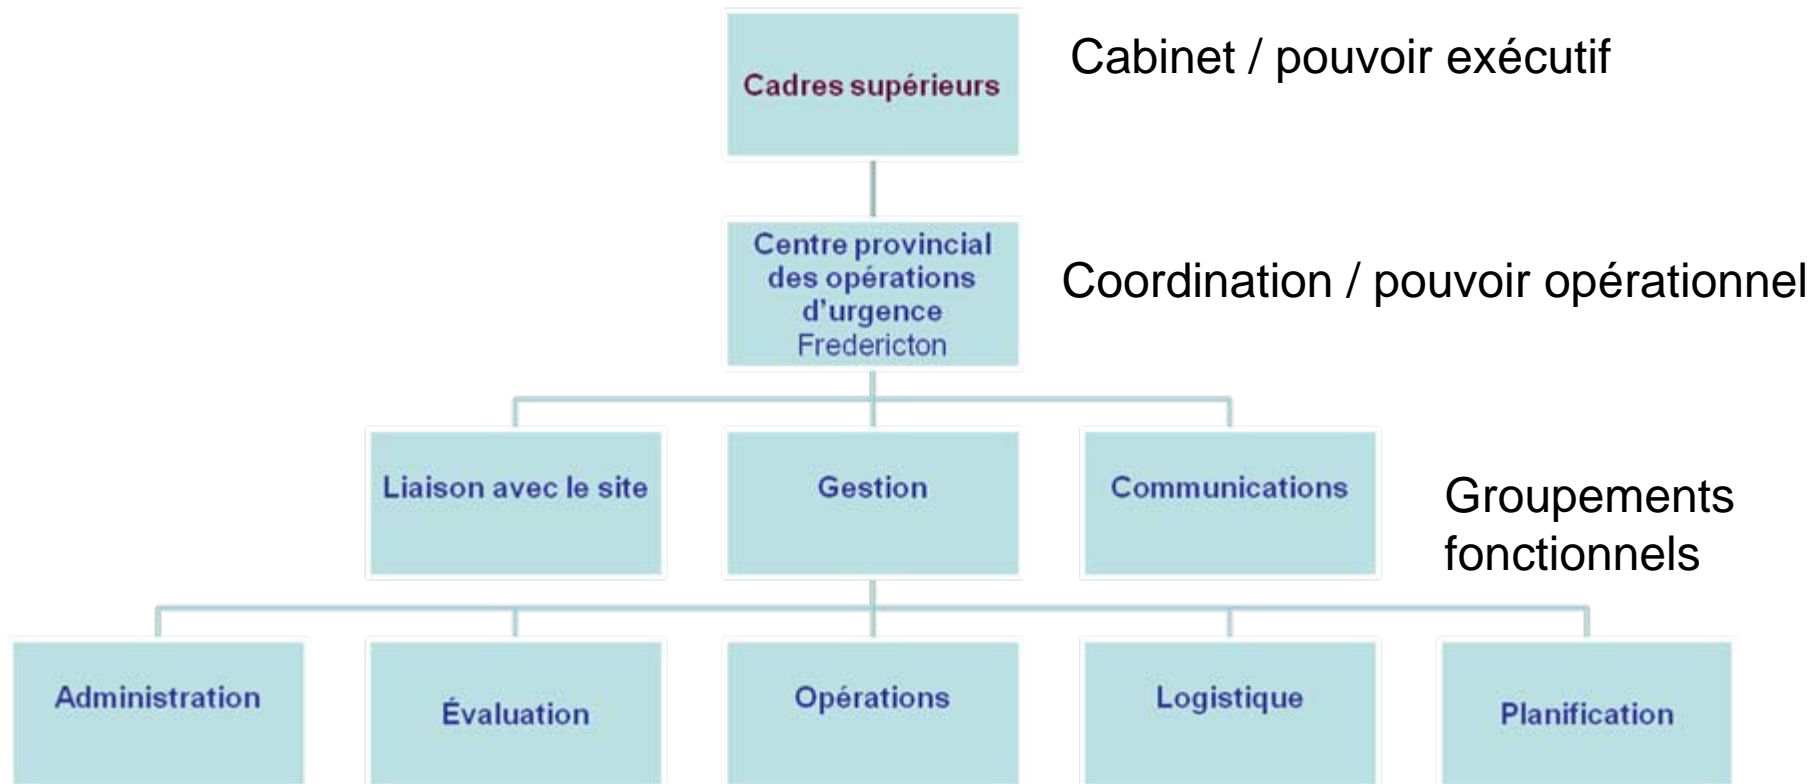 Cadres supérieurs
Cabinet / pouvoir exécutif
Centre provincial
des opérations
d'urgence
Fredericton
Coordination / pouvoir opérationnel
Liaison avec le site
Gestion
Communications
Groupements
fonctionnels
Administration
Évaluation
Opérations
Logistique
Planification